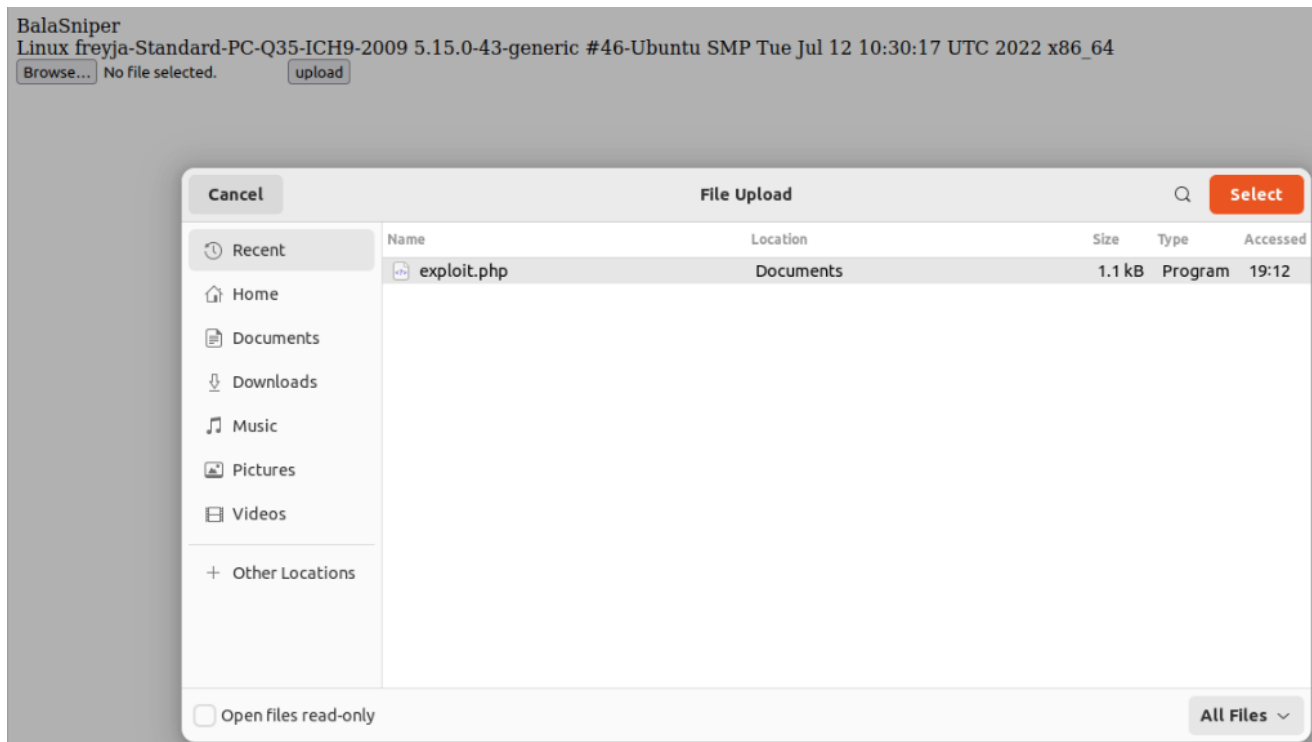 BalaSniper
Linux freyja-Standard-PC-Q35-ICH9-2009 5.15.0-43-generic #46-Ubuntu SMP Tue Jul 12 10:30:17 UTC 2022 x86_64
Browse... No file selected. upload
Cancel File Upload Select
Name Location Size Type Accessed
Recent
exploit.php Documents 1.1 kB Program 19:12
Home
Documents
Downloads
Music
Pictures
Videos
+ Other Locations
Open files read-only All Files